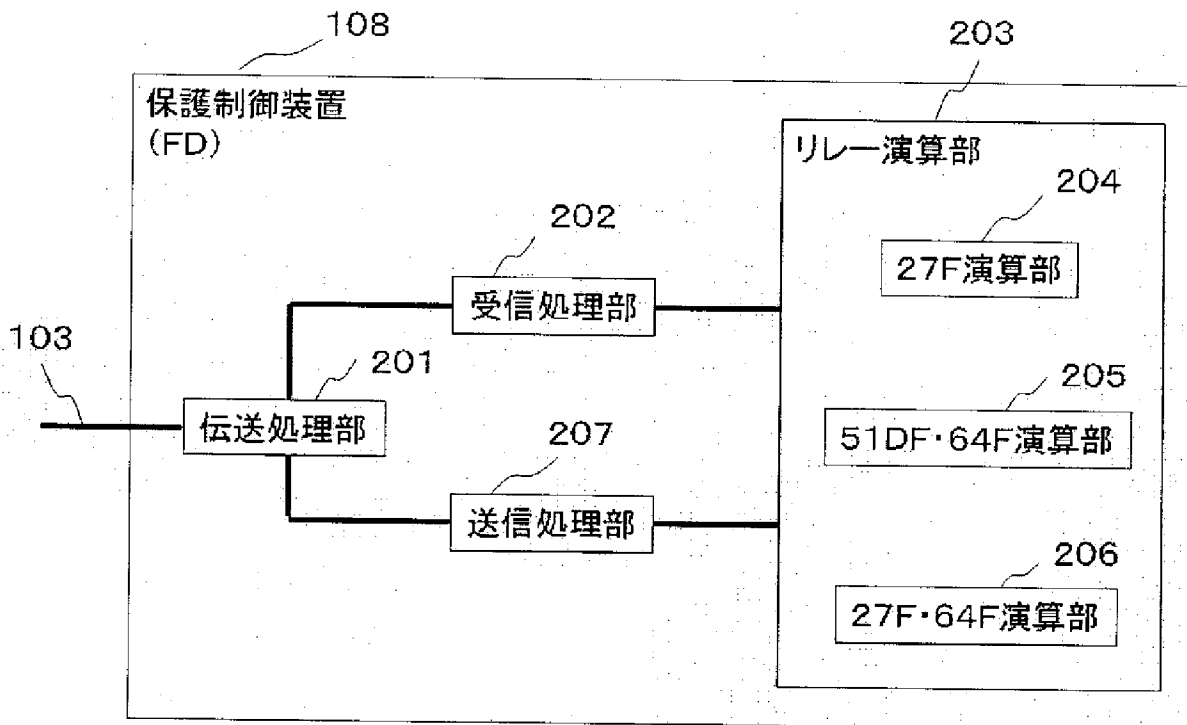 108
203
保護制御装置
(FD)
リレー演算部
204
27F演算部
202
受信処理部
103
201
伝送処理部
205
51DF・64F演算部
207
送信処理部
206
27F・64F演算部